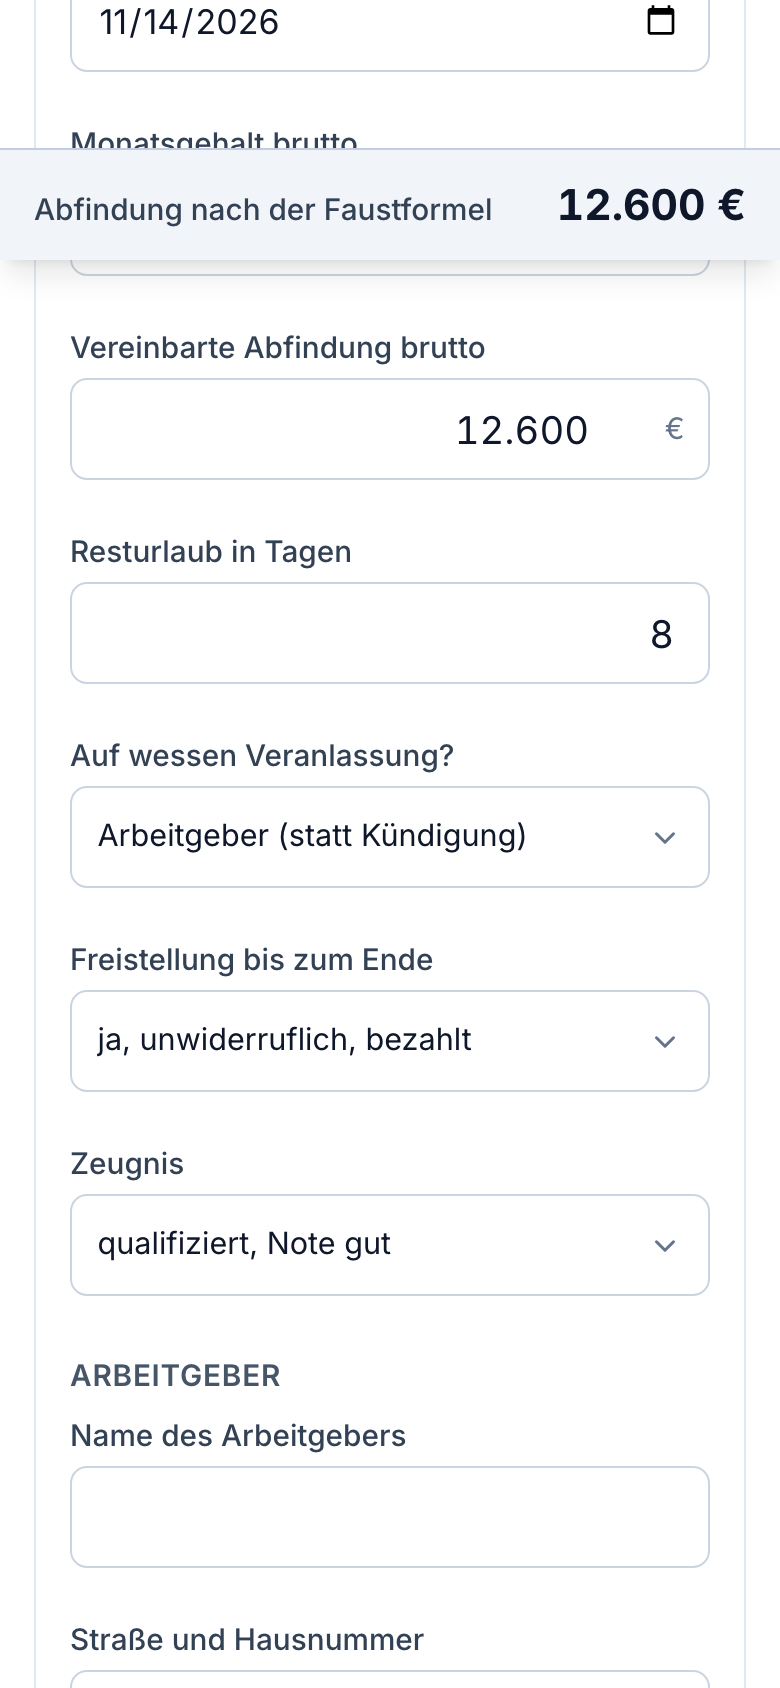 11/14/2026
Monatsgehalt brutto
Abfindung nach der Faustformel 12.600 €
Vereinbarte Abfindung brutto
12.600 €
Resturlaub in Tagen
8
Auf wessen Veranlassung?
Arbeitgeber (statt Kündigung)
Freistellung bis zum Ende
ja, unwiderruflich, bezahlt
Zeugnis
qualifiziert, Note gut
ARBEITGEBER
Name des Arbeitgebers
Straße und Hausnummer